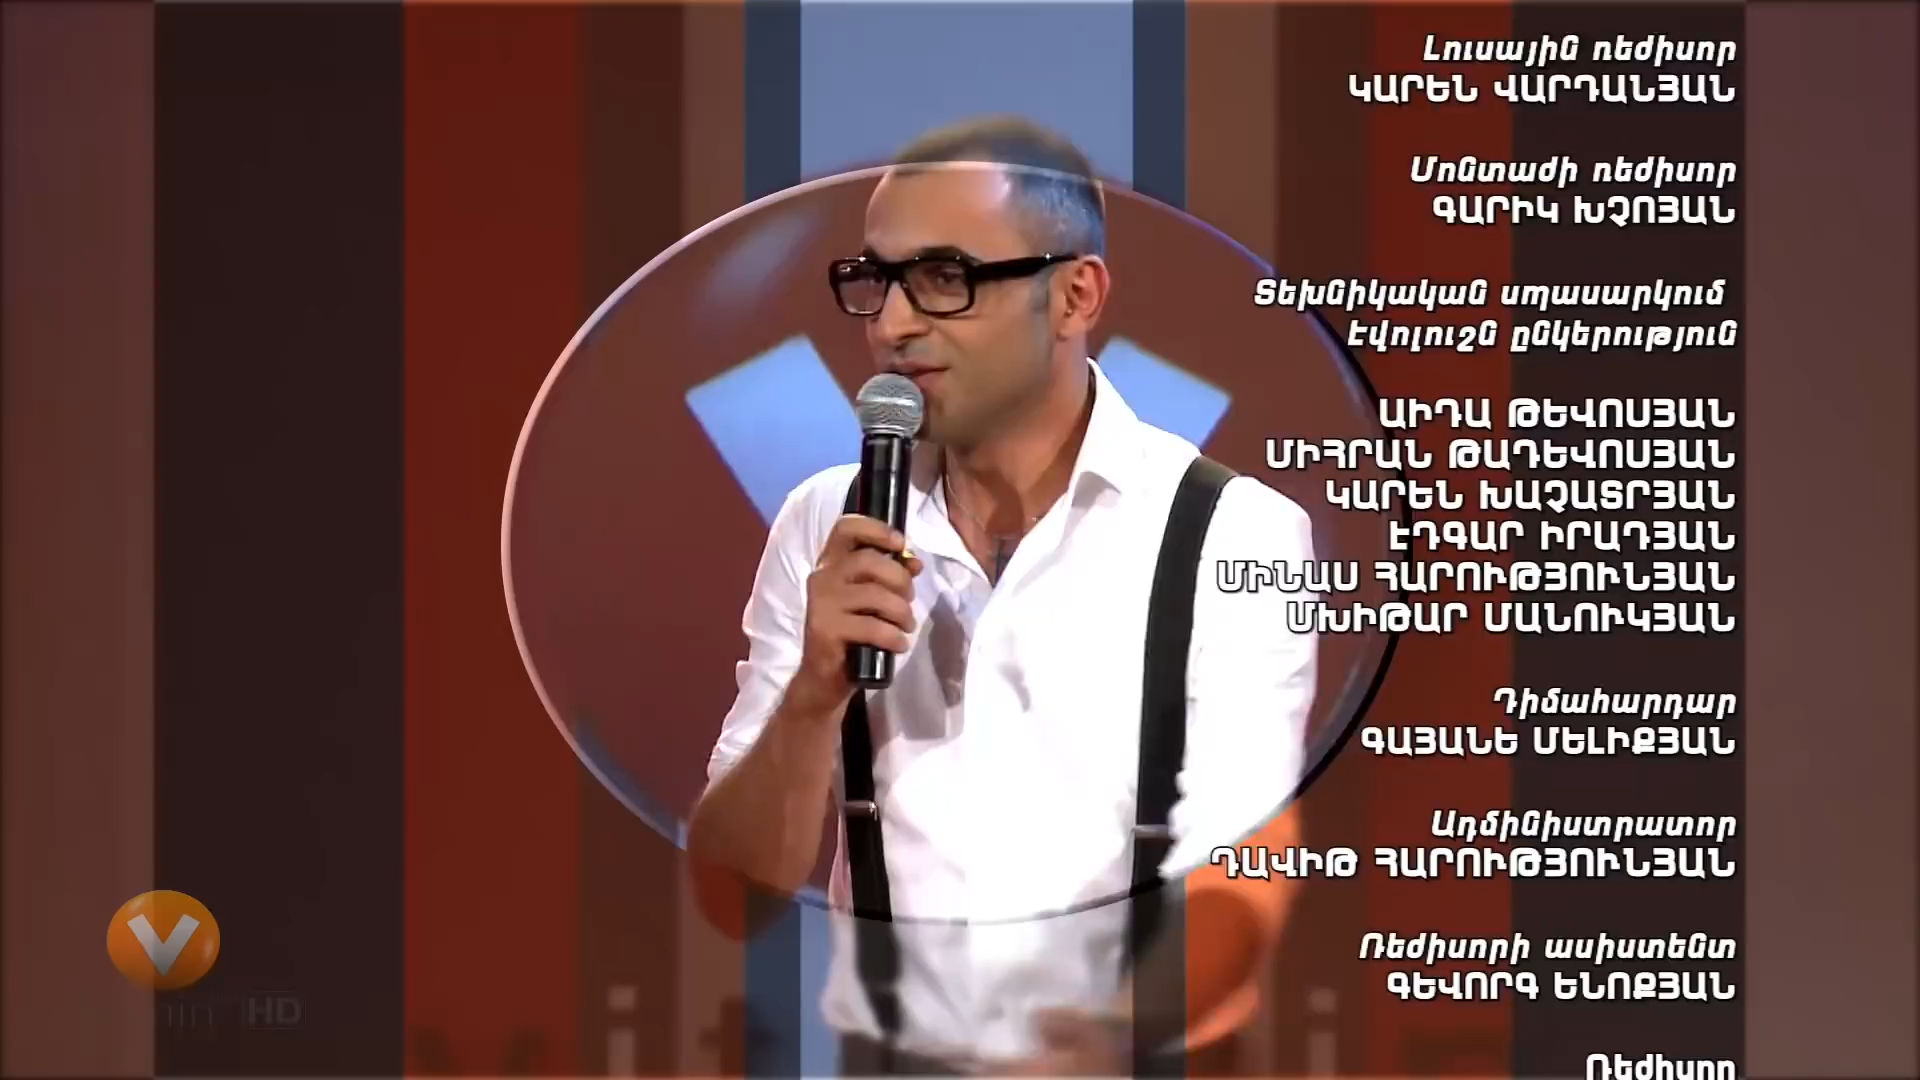 Լուսային ռեժիսոր
ԿԱՐԵՆ ՎԱՐԴԱՆՅԱՆ
Մոնտաժի ռեժիսոր
ԳԱՐԻԿ ԽՉՈՅԱՆ
Տեխնիկական սպասարկում
Էվոլուշն ընկերություն
ԱԻԴԱ ԹԵՎՈՍՅԱՆ
ՄԻՀՐԱՆ ԹԱԴԵՎՈՍՅԱՆ
ԿԱՐԵՆ ԽԱՉԱՏՐՅԱՆ
ԷԴԳԱՐ ԻՐԱԴՅԱՆ
ՄԻՆԱՍ ՀԱՐՈՒԹՅՈՒՆՅԱՆ
ՄԽԻԹԱՐ ՄԱՆՈՒԿՅԱՆ
Դիմահարդար
ԳԱՅԱՆԵ ՄԵԼԻՔՅԱՆ
Ադմինիստրատոր
ԴԱՎԻԹ ՀԱՐՈՒԹՅՈՒՆՅԱՆ
Ռեժիսորի ասիստենտ
ԳԵՎՈՐԳ ԵՆՈՔՅԱՆ
Ռեժիսոր
V
HD